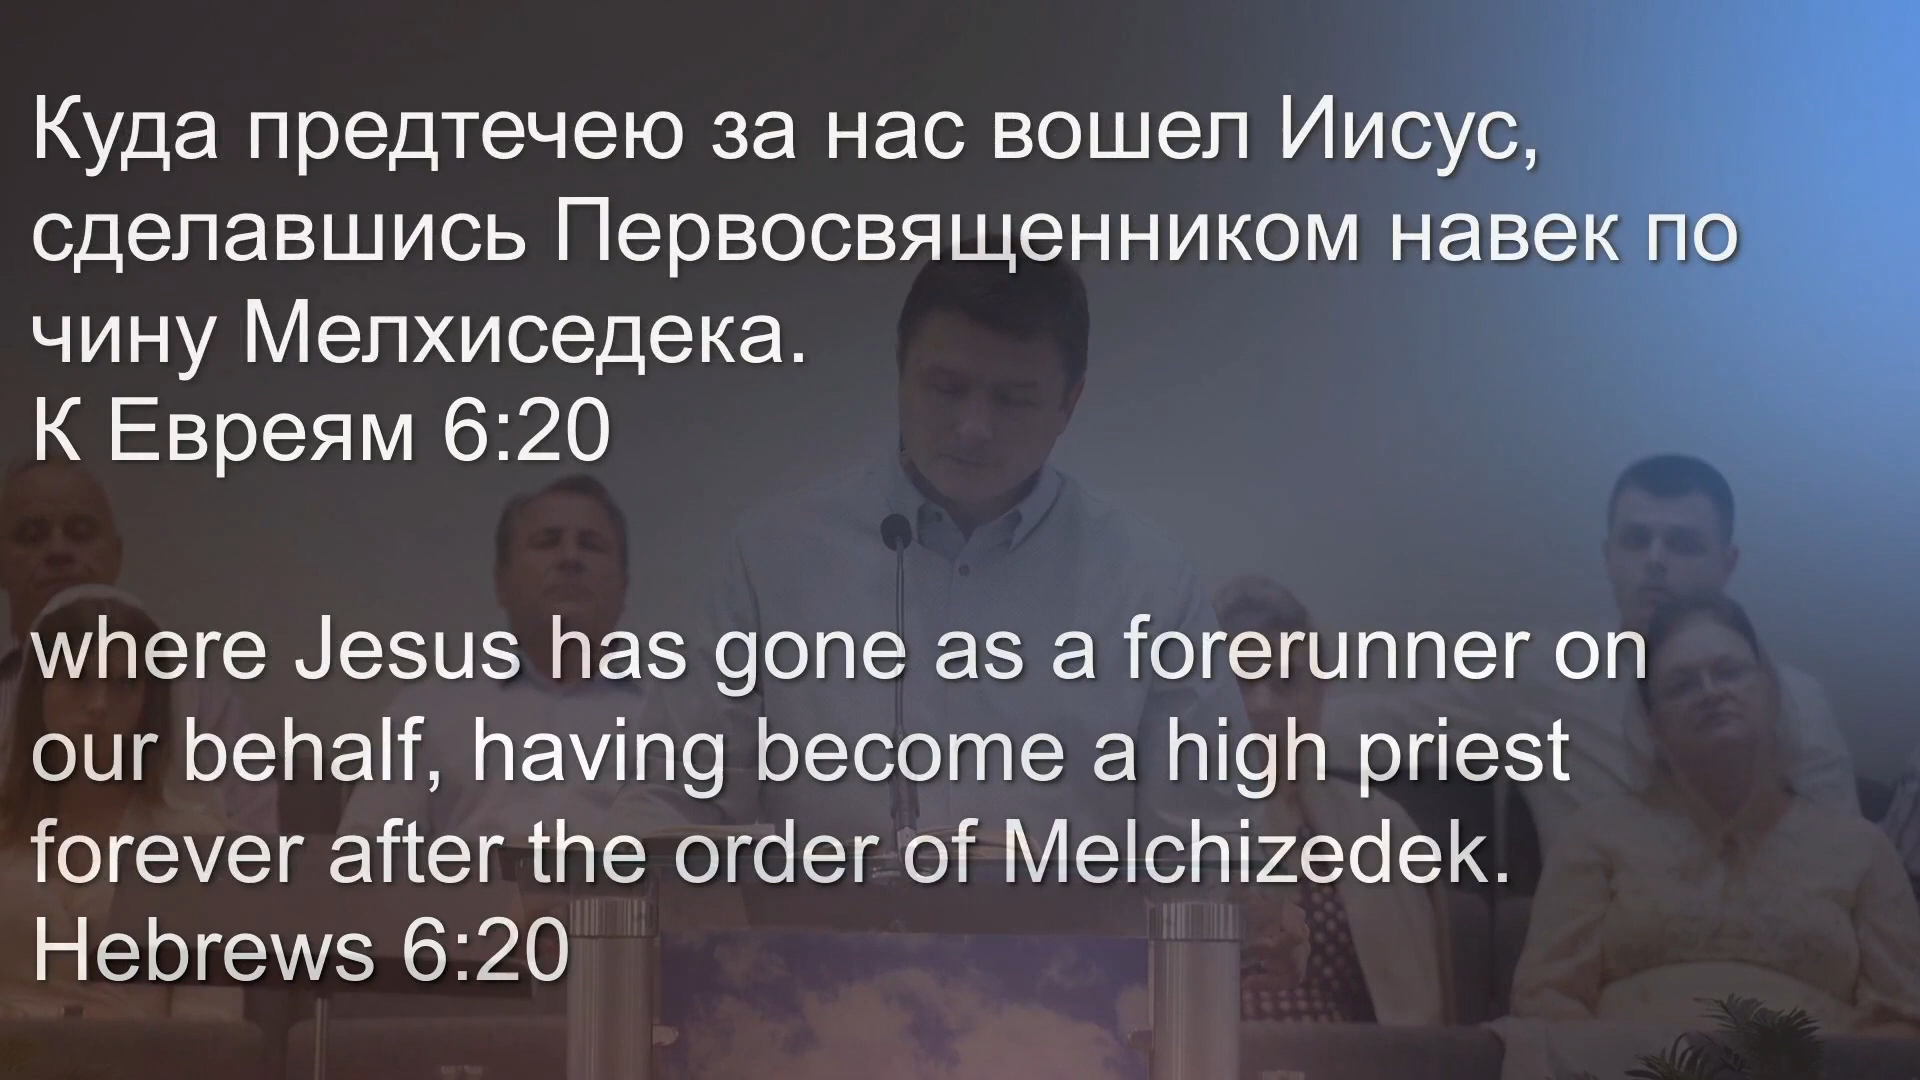 Куда предтечею за нас вошел Иисус,
сделавшись Первосвященником навек по
чину Мелхиседека.
К Евреям 6:20
where Jesus has gone as a forerunner on
our behalf, having become a high priest
forever after the order of Melchizedek.
Hebrews 6:20